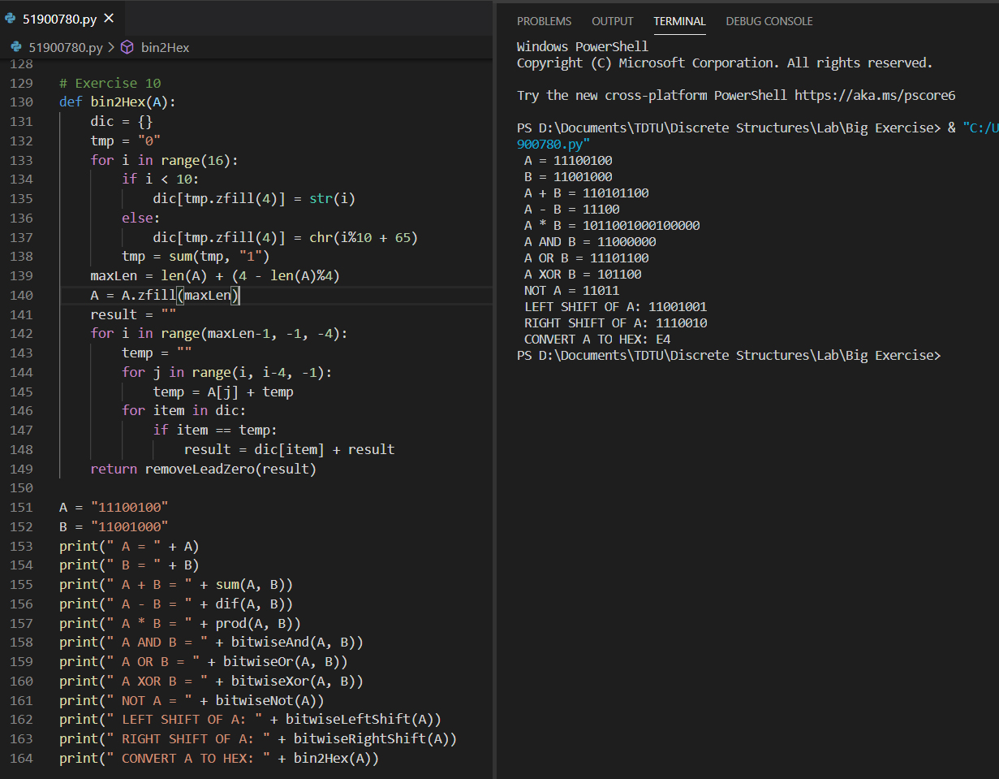 51900780.py ×
51900780.py > bin2Hex
128
129 # Exercise 10
130 def bin2Hex(A):
131     dic = {}
132     tmp = "0"
133     for i in range(16):
134         if i < 10:
135             dic[tmp.zfill(4)] = str(i)
136         else:
137             dic[tmp.zfill(4)] = chr(i%10 + 65)
138         tmp = sum(tmp, "1")
139     maxLen = len(A) + (4 - len(A)%4)
140     A = A.zfill(maxLen)
141     result = ""
142     for i in range(maxLen-1, -1, -4):
143         temp = ""
144         for j in range(i, i-4, -1):
145             temp = A[j] + temp
146         for item in dic:
147             if item == temp:
148                 result = dic[item] + result
149     return removeLeadZero(result)
150
151 A = "11100100"
152 B = "11001000"
153 print(" A = " + A)
154 print(" B = " + B)
155 print(" A + B = " + sum(A, B))
156 print(" A - B = " + dif(A, B))
157 print(" A * B = " + prod(A, B))
158 print(" A AND B = " + bitwiseAnd(A, B))
159 print(" A OR B = " + bitwiseOr(A, B))
160 print(" A XOR B = " + bitwiseXor(A, B))
161 print(" NOT A = " + bitwiseNot(A))
162 print(" LEFT SHIFT OF A: " + bitwiseLeftShift(A))
163 print(" RIGHT SHIFT OF A: " + bitwiseRightShift(A))
164 print(" CONVERT A TO HEX: " + bin2Hex(A))
PROBLEMS OUTPUT TERMINAL DEBUG CONSOLE
Windows PowerShell
Copyright (C) Microsoft Corporation. All rights reserved.
Try the new cross-platform PowerShell https://aka.ms/pscore6
PS D:\Documents\TDTU\Discrete Structures\Lab\Big Exercise> & "C:/U
900780.py"
 A = 11100100
 B = 11001000
 A + B = 110101100
 A - B = 11100
 A * B = 1011001000100000
 A AND B = 11000000
 A OR B = 11101100
 A XOR B = 101100
 NOT A = 11011
 LEFT SHIFT OF A: 11001001
 RIGHT SHIFT OF A: 1110010
 CONVERT A TO HEX: E4
PS D:\Documents\TDTU\Discrete Structures\Lab\Big Exercise>